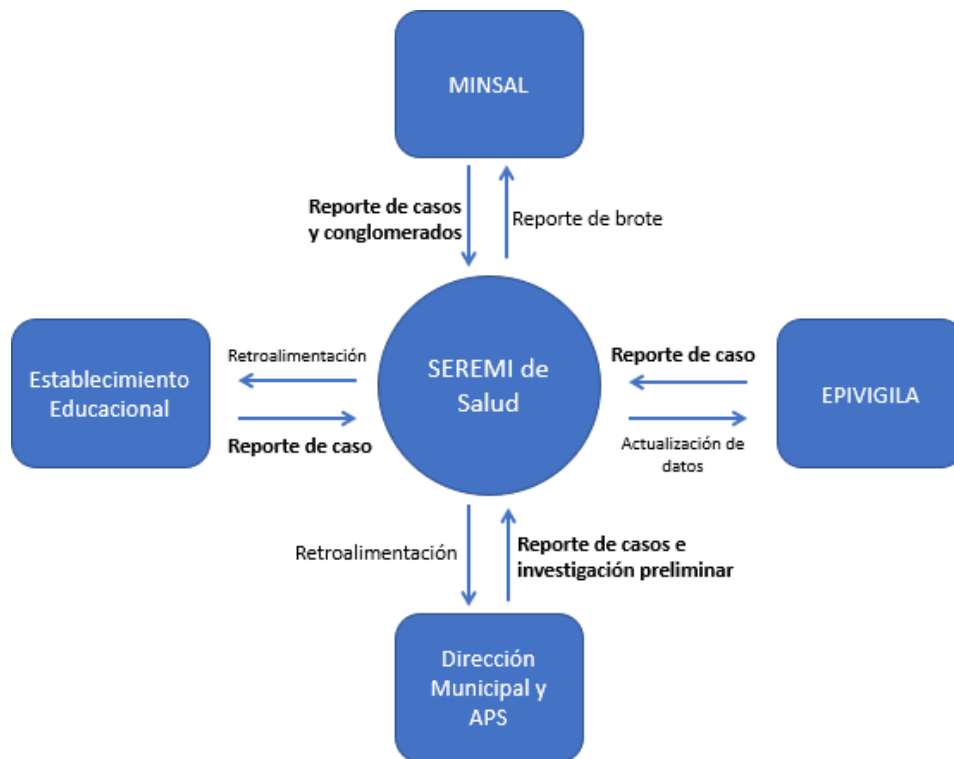 MINSAL
Reporte de casos
y conglomerados
Reporte de brote
Retroalimentación
Reporte de caso
Establecimiento
Educacional
SEREMI de
Salud
Reporte de caso
EPIVIGILA
Actualización de
datos
Retroalimentación
Reporte de casos e
investigación preliminar
Dirección
Municipal y
APS